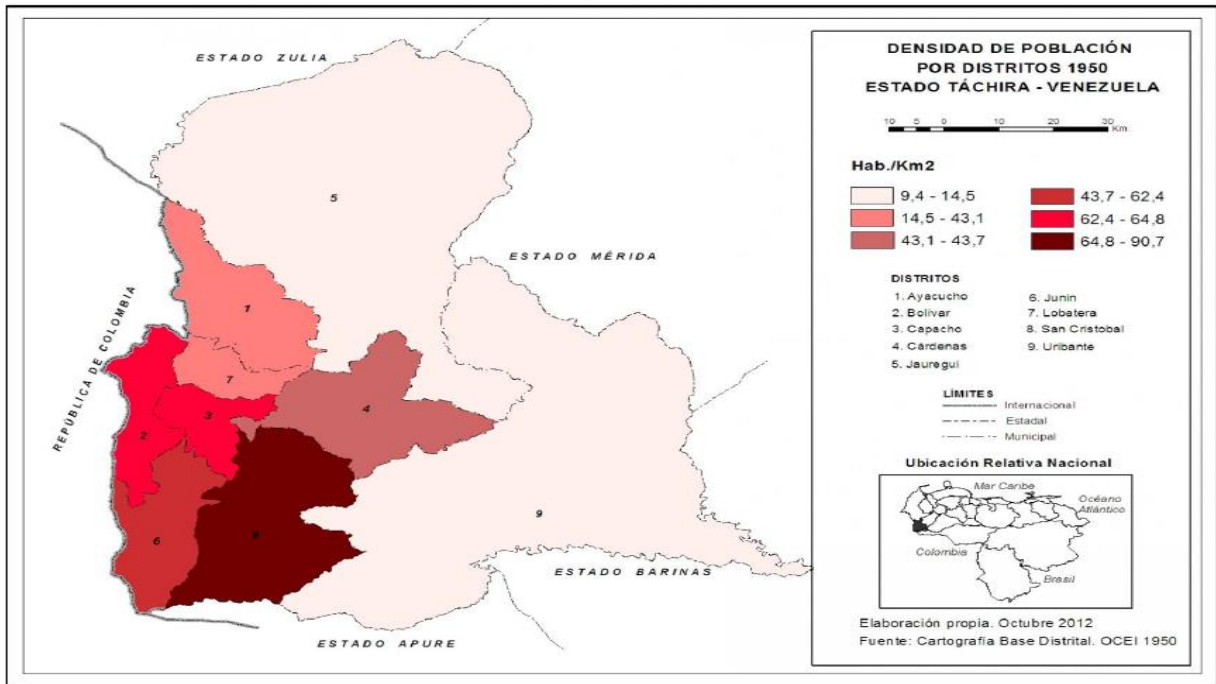 ESTADO ZULIA
5
ESTADO MÉRIDA
REPÚBLICA DE COLOMBIA
1
7
3
4
2
8
9
6
ESTADO BARINAS
ESTADO APURE
DENSIDAD DE POBLACIÓN
POR DISTRITOS 1950
ESTADO TÁCHIRA - VENEZUELA
10 5 0 10 20 30
Km.
Hab./Km2
9,4 - 14,5
14,5 - 43,1
43,1 - 43,7
43,7 - 62,4
62,4 - 64,8
64,8 - 90,7
DISTRITOS
1. Ayacucho
2. Bolívar
3. Capacho
4. Cárdenas
5. Jauregui
6. Junin
7. Lobatera
8. San Cristobal
9. Uribante
LÍMITES
Internacional
Estadal
Municipal
Ubicación Relativa Nacional
Mar Caribe
Océano
Atlántico
Colombia
Brasil
Elaboración propia. Octubre 2012
Fuente: Cartografía Base Distrital. OCEI 1950